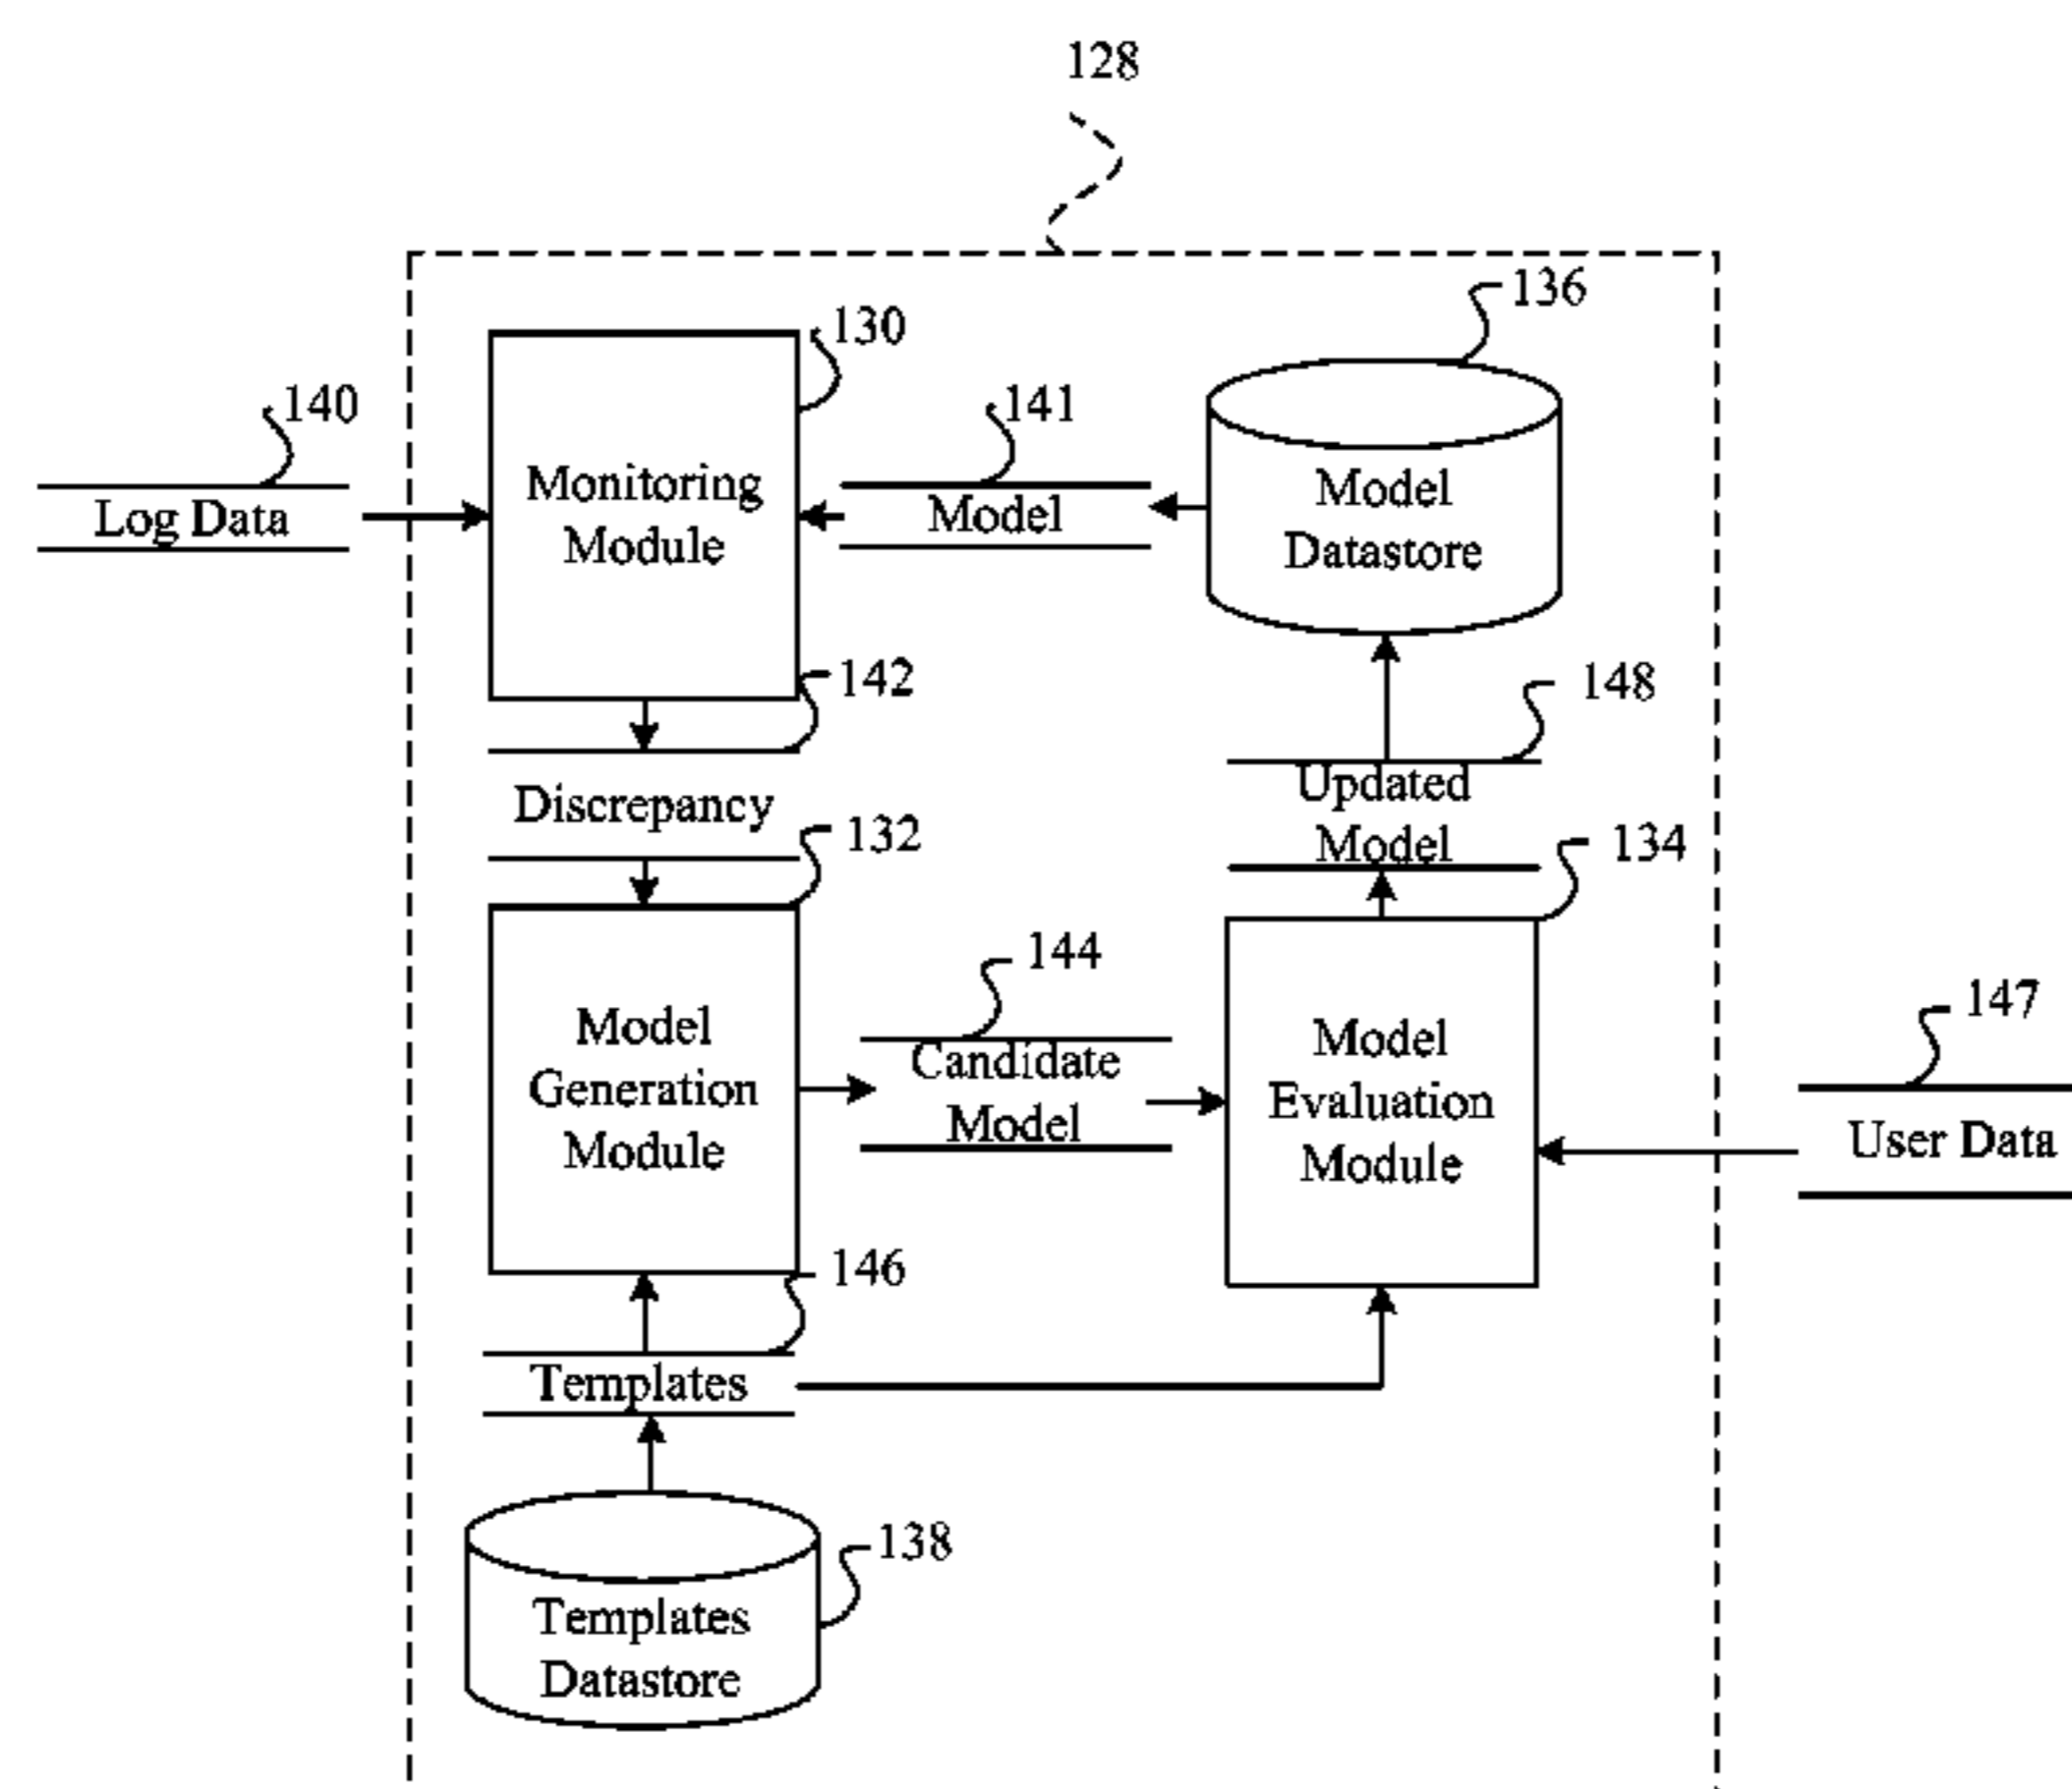 128
136
130
140
141
Monitoring
Module
Log Data
Model
Model
Datastore
142
148
Discrepancy
Updated
Model
132
134
144
147
Model
Generation
Module
Candidate
Model
Model
Evaluation
Module
User Data
146
Templates
138
Templates
Datastore